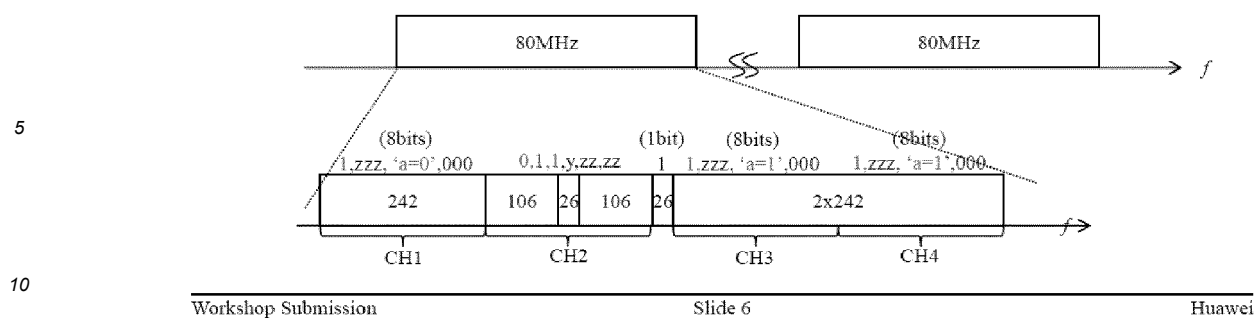 80MHz 80MHz
f
5
(8bits) (1bit) (8bits) (8bits)
1,zzz, ‘a=0’,000 0,1,1,y,zz,zz 1 1,zzz, ‘a=1’,000 1,zzz, ‘a=1’,000
242 106 26 106 26 2x242
f
CH1 CH2 CH3 CH4
10
Workshop Submission Slide 6 Huawei